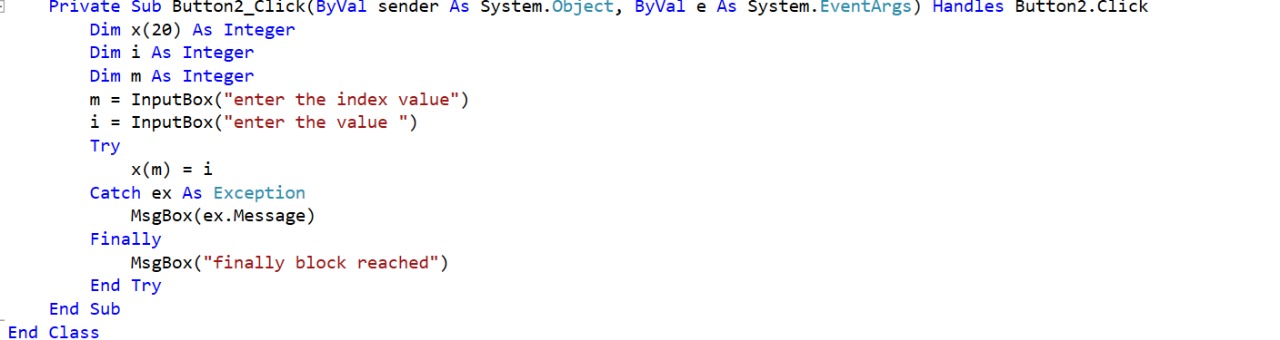 Private Sub Button2_Click(ByVal sender As System.Object, ByVal e As System.EventArgs) Handles Button2.Click
Dim x(20) As Integer
Dim i As Integer
Dim m As Integer
m = InputBox("enter the index value")
i = InputBox("enter the value ")
Try
x(m) = i
Catch ex As Exception
MsgBox(ex.Message)
Finally
MsgBox("finally block reached")
End Try
End Sub
End Class